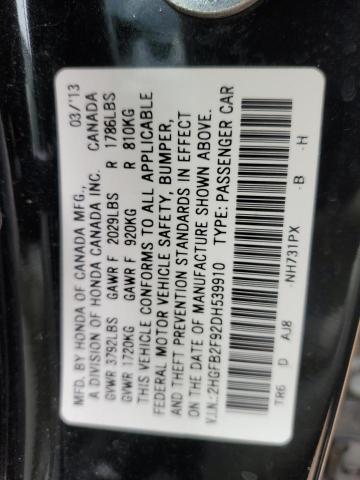 MFD. BY HONDA OF CANADA MFG., 03/'13
A DIVISION OF HONDA CANADA INC. CANADA
GVWR 3792LBS GAWR F 2029LBS R 1786LBS
GVWR 1720KG GAWR F 920KG R 810KG
THIS VEHICLE CONFORMS TO ALL APPLICABLE
FEDERAL MOTOR VEHICLE SAFETY, BUMPER,
AND THEFT PREVENTION STANDARDS IN EFFECT
ON THE DATE OF MANUFACTURE SHOWN ABOVE.
V.I.N. 2HGFB2F92DH539910 TYPE: PASSENGER CAR
TR6 D AJ8 NH731PX B H